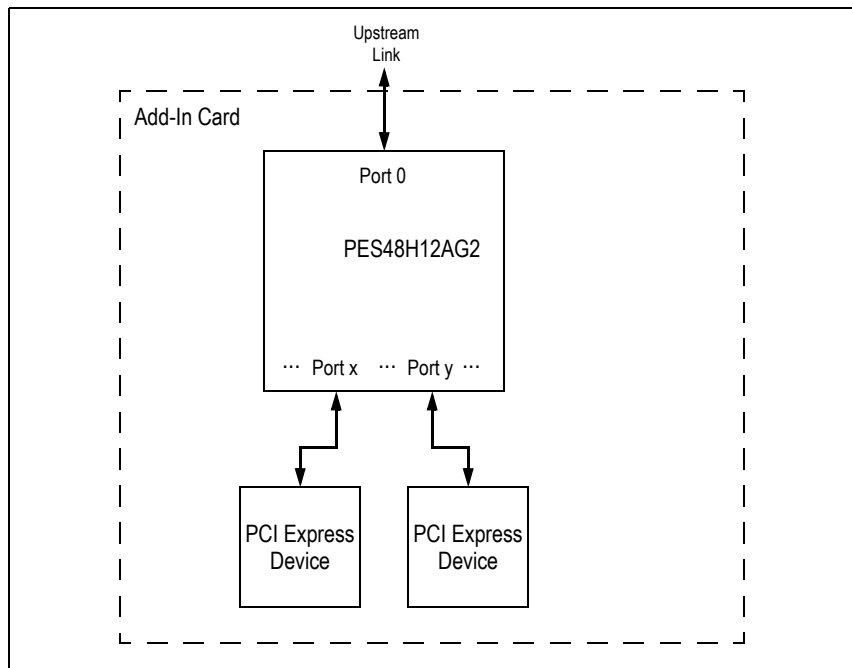 Upstream
Link
Add-In Card
Port 0
PES48H12AG2
··· Port x ··· Port y ···
PCI Express
Device
PCI Express
Device